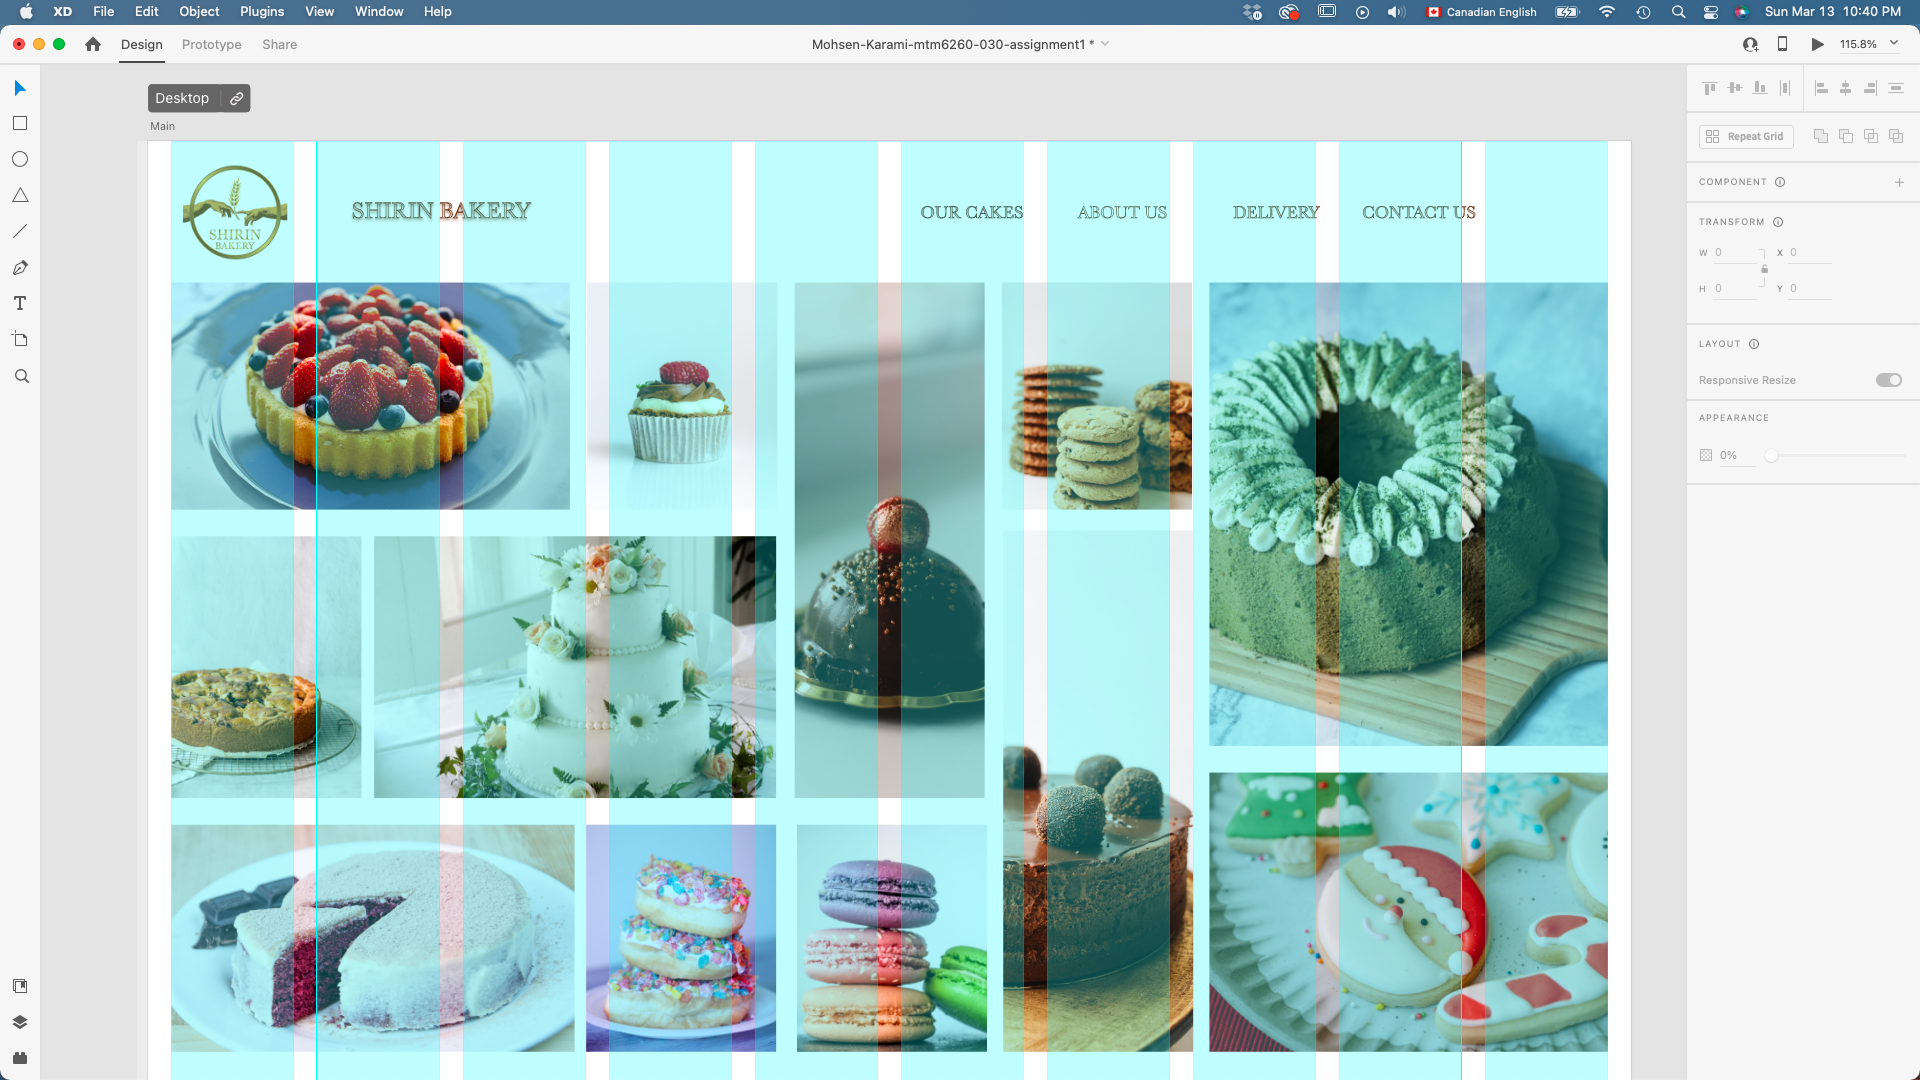 XD File Edit Object Plugins View Window Help Canadian English Sun Mar 13 10:40 PM
Design Prototype Share Mohsen-Karami-mtm6260-030-assignment1 * 115.8%
Desktop
Main
Repeat Grid
COMPONENT
TRANSFORM
W 0 X 0
H 0 Y 0
LAYOUT
Responsive Resize
APPEARANCE
0%
SHIRIN
BAKERY
SHIRIN BAKERY OUR CAKES ABOUT US DELIVERY CONTACT US